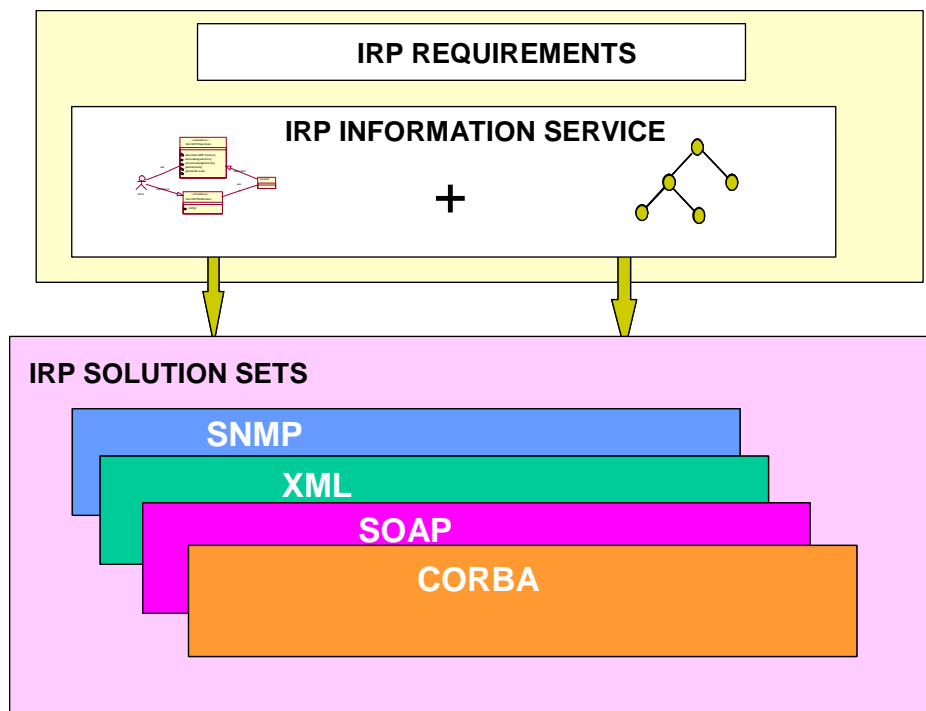 IRP REQUIREMENTS
IRP INFORMATION SERVICE
+
IRP SOLUTION SETS
SNMP
XML
SOAP
CORBA